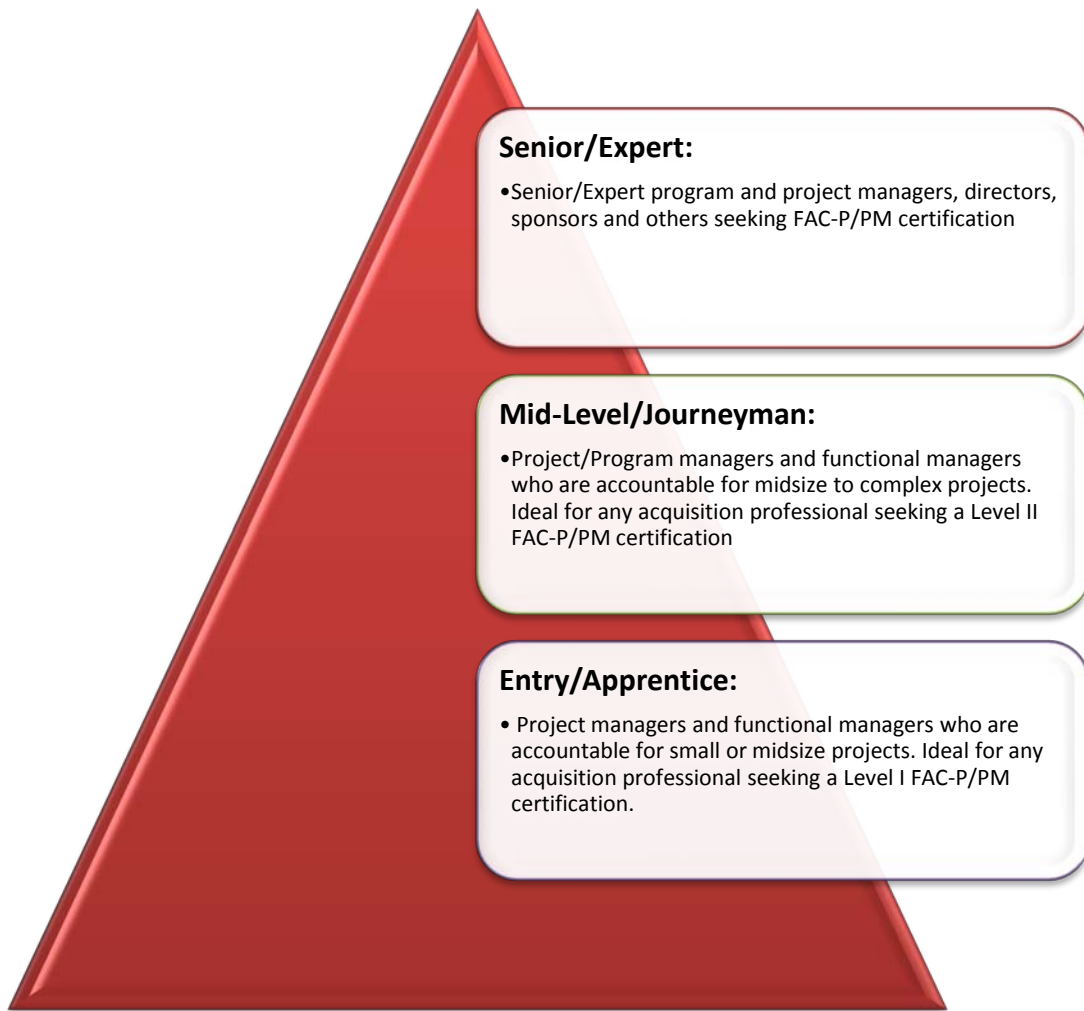 Senior/Expert:
•Senior/Expert program and project managers, directors,
sponsors and others seeking FAC-P/PM certification
Mid-Level/Journeyman:
•Project/Program managers and functional managers
who are accountable for midsize to complex projects.
Ideal for any acquisition professional seeking a Level II
FAC-P/PM certification
Entry/Apprentice:
• Project managers and functional managers who are
accountable for small or midsize projects. Ideal for any
acquisition professional seeking a Level I FAC-P/PM
certification.